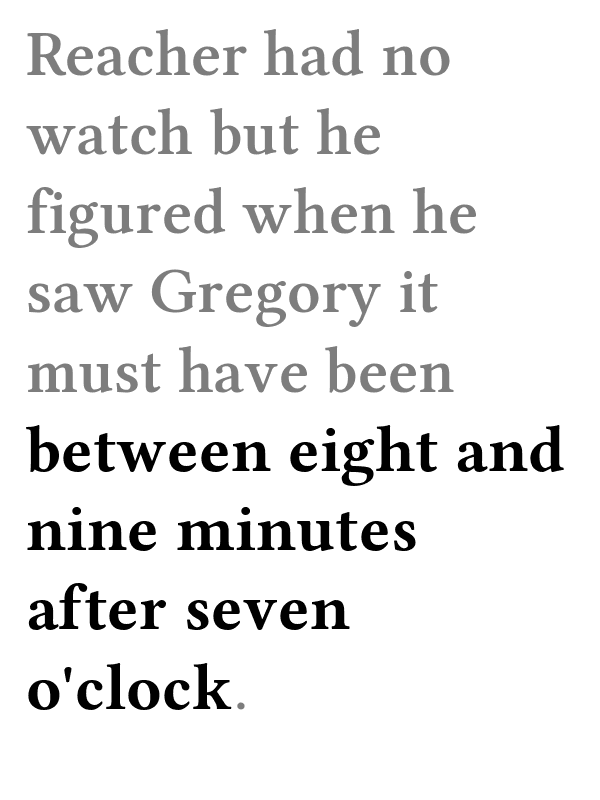 Reacher had no
watch but he
figured when he
saw Gregory it
must have been
between eight and
nine minutes
after seven
o'clock.